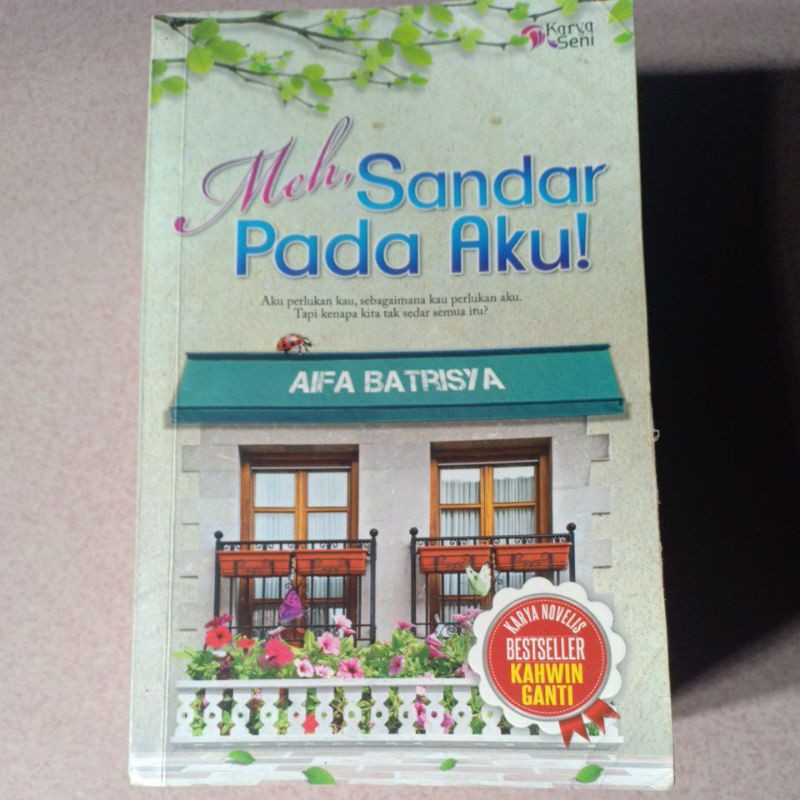 Karya
Seni
Meh, Sandar
Pada Aku!
Aku perlukan kau, sebagaimana kau perlukan aku.
Tapi kenapa kita tak sedar semua itu?
AIFA BATRISYA
KARYA NOVELIS
BESTSELLER
KAHWIN
GANTI